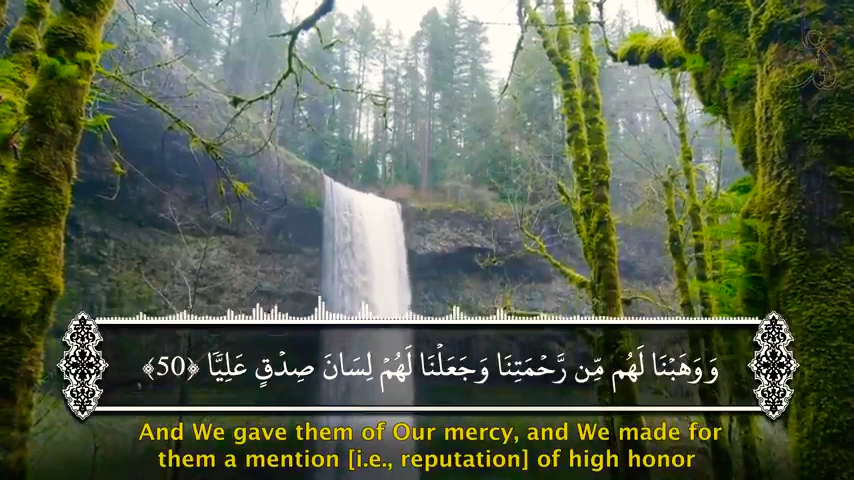 وَوَهَبْنَا لَهُم مِّن رَّحْمَتِنَا وَجَعَلْنَا لَهُمْ لِسَانَ صِدْقٍ عَلِيًّا ﴿50﴾
And We gave them of Our mercy, and We made for
them a mention [i.e., reputation] of high honor